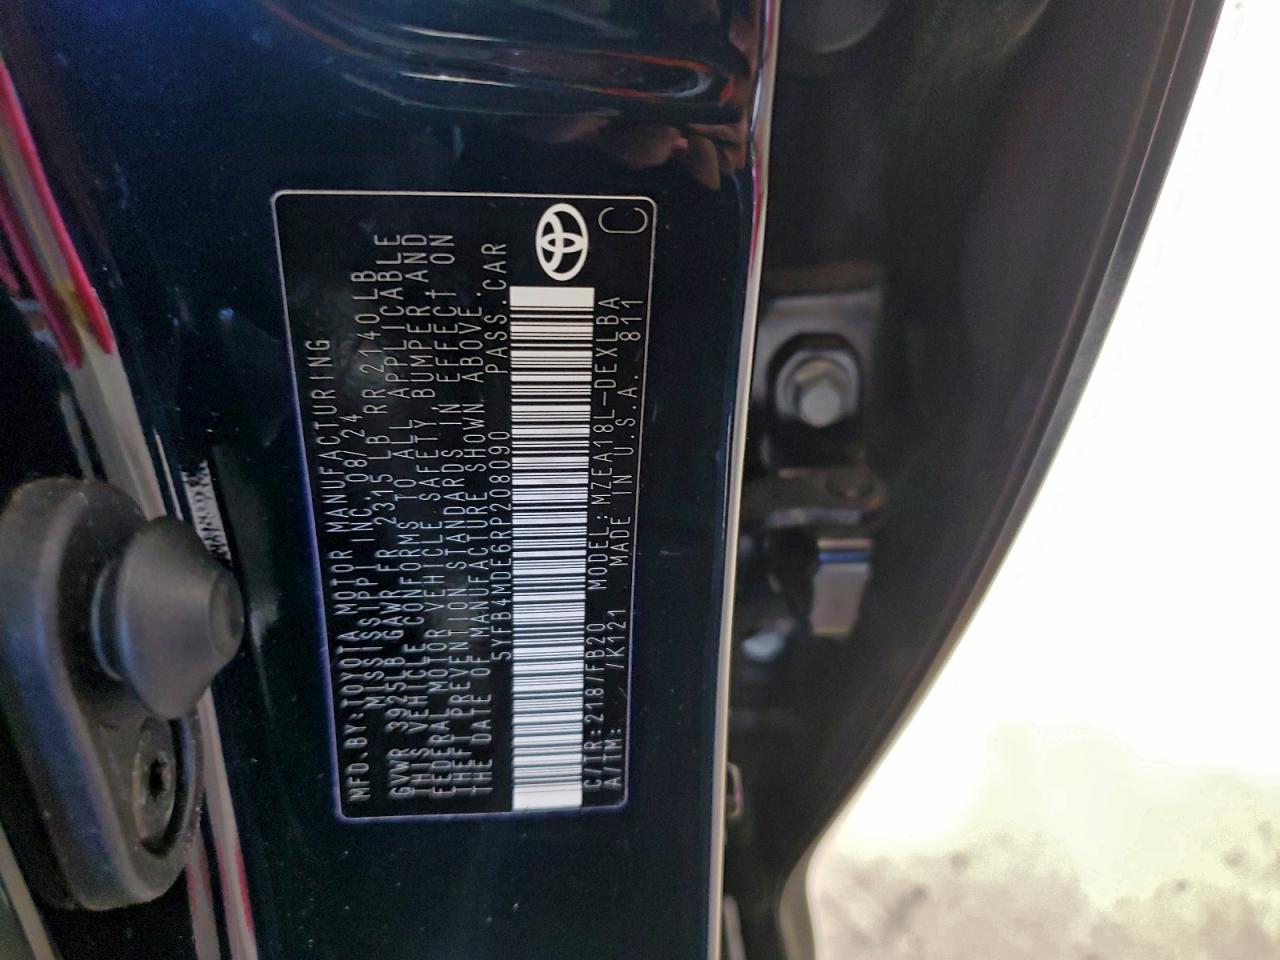 MFD.BY:TOYOTA MOTOR MANUFACTURING
MISSISSIPPI INC. 08/24
GVWR 3925LB GAWR FR 2315 LB RR 2140LB
THIS VEHICLE CONFORMS TO ALL APPLICABLE
FEDERAL MOTOR VEHICLE SAFETY BUMPER AND
THEFT PREVENTION STANDARDS IN EFFECT ON
THE DATE OF MANUFACTURE SHOWN ABOVE.
5YFB4MDE6RP208090 PASS.CAR
C/TR:218/FB20 MODEL:MZEA18L-DEXLBA
A/TM: /K121 MADE IN U.S.A. 811
C